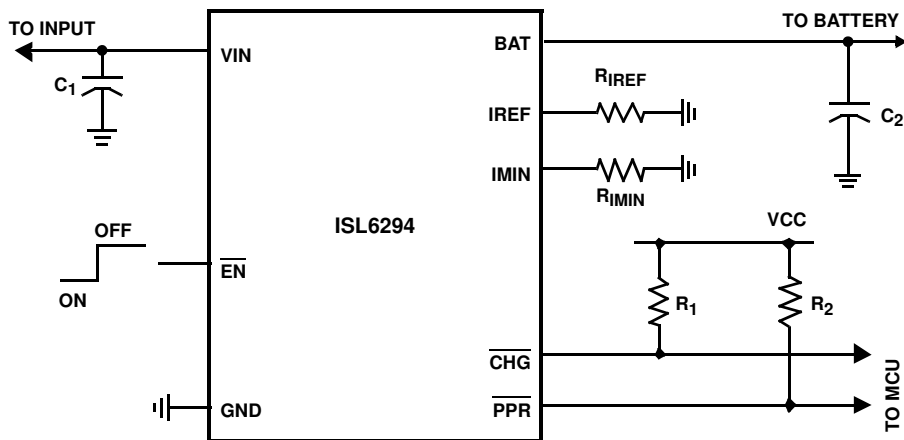 TO INPUT
TO BATTERY
VIN
BAT
C1
RIREF
IREF
C2
IMIN
RIMIN
ISL6294
VCC
OFF
EN
ON
R1
R2
CHG
TO MCU
GND
PPR